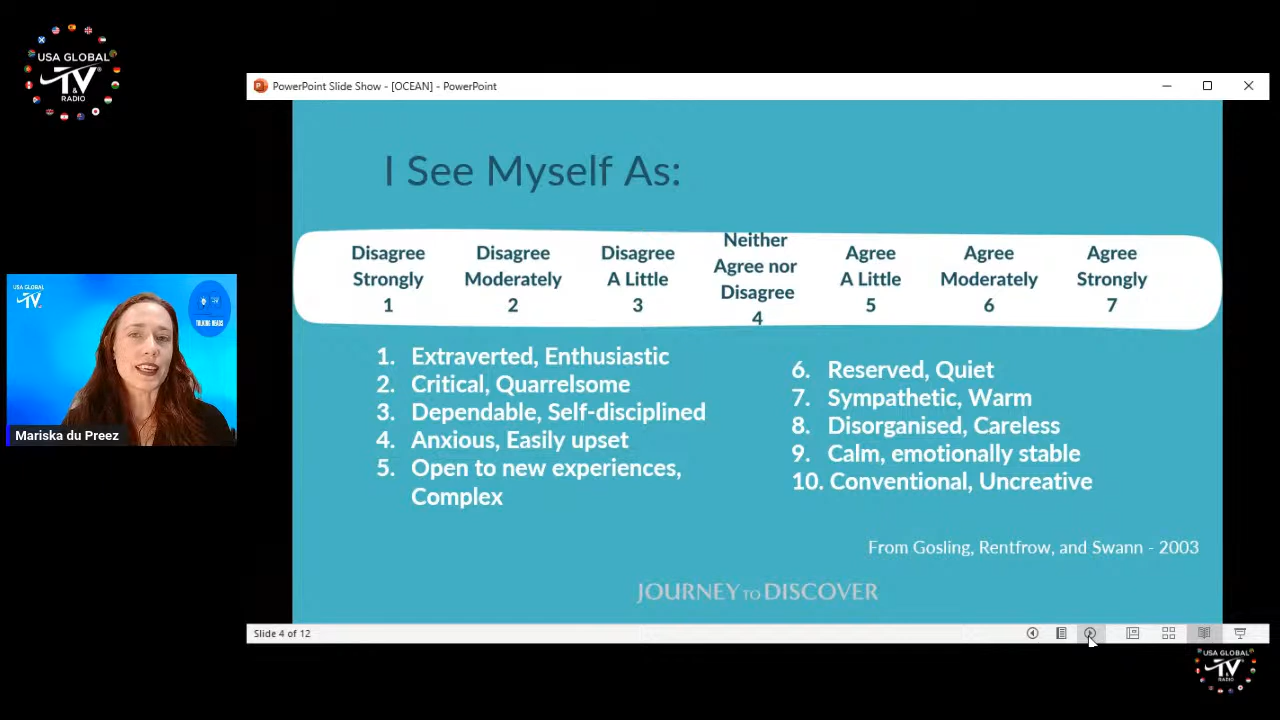 USA GLOBAL
TV
RADIO
PowerPoint Slide Show - [OCEAN] - PowerPoint
I See Myself As:
Disagree
Strongly
1
Disagree
Moderately
2
Disagree
A Little
3
Neither
Agree nor
Disagree
4
Agree
A Little
5
Agree
Moderately
6
Agree
Strongly
7
1. Extraverted, Enthusiastic
2. Critical, Quarrelsome
3. Dependable, Self-disciplined
4. Anxious, Easily upset
5. Open to new experiences,
Complex
6. Reserved, Quiet
7. Sympathetic, Warm
8. Disorganised, Careless
9. Calm, emotionally stable
10. Conventional, Uncreative
From Gosling, Rentfrow, and Swann - 2003
JOURNEY TO DISCOVER
USA GLOBAL
TV
TALKING HEADS
Mariska du Preez
Slide 4 of 12
USA GLOBAL
TV
RADIO